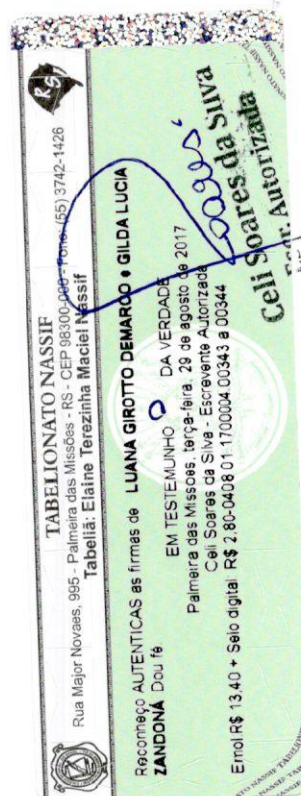 TABELIONATO NASSIF
Rua Major Novaes, 995 - Palmeira das Missões - RS - CEP 98300-000 - Fone: (55) 3742-1426
Tabeliã: Elaine Terezinha Maciel Nassif
Reconheço AUTENTICAS as firmas de LUANA GIROTTO DEMARCO e GILDA LUCIA
ZANDONÁ Dou fé
EM TESTEMUNHO DA VERDADE
Palmeira das Missões, terça-feira, 29 de agosto de 2017
Celi Soares da Silva - Escrevente Autorizada
Emol R$ 13,40 + Selo digital R$ 2,80-0408 01 1700004 00343 a 00344
Soares
Celi Soares da Silva
Escr. Autorizada